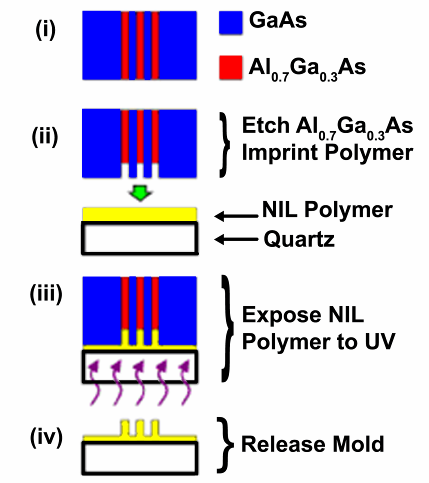 (i)
GaAs
Al0.7Ga0.3As
(ii)
Etch Al0.7Ga0.3As
Imprint Polymer
NIL Polymer
Quartz
(iii)
Expose NIL
Polymer to UV
(iv)
Release Mold